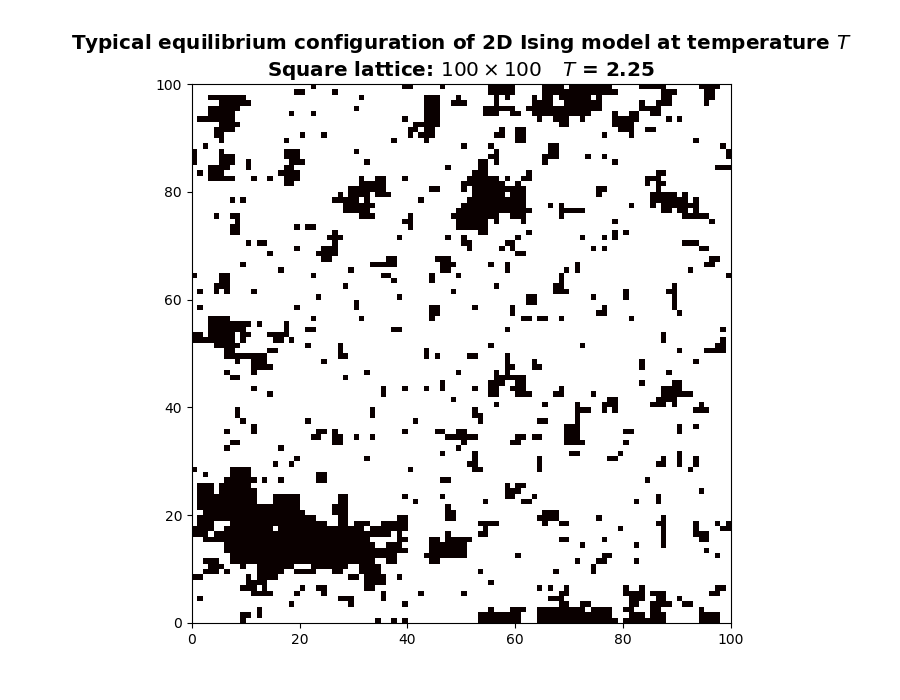 Typical equilibrium configuration of 2D Ising model at temperature T
Square lattice: 100 × 100 T = 2.25
100
80
60
40
20
0
0 20 40 60 80 100